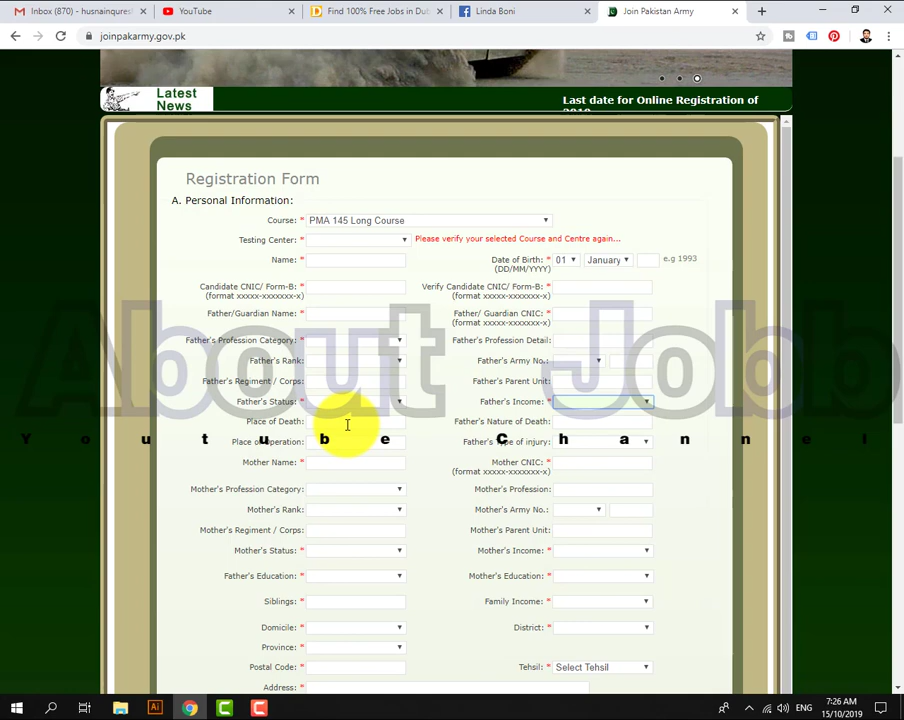 Inbox (870) - husnainqures
YouTube
Find 100% Free Jobs in Dub
Linda Boni
Join Pakistan Army
joinpakarmy.gov.pk
Latest
News
Last date for Online Registration of
2019
Registration Form
A. Personal Information:
Course: * PMA 145 Long Course
Testing Center: * Please verify your selected Course and Centre again...
Name: * Date of Birth: * 01 January e.g 1993
(DD/MM/YYYY)
Candidate CNIC/ Form-B: * Verify Candidate CNIC/ Form-B: *
(format xxxxx-xxxxxxx-x) (format xxxxx-xxxxxxx-x)
Father/Guardian Name: * Father/ Guardian CNIC: *
(format xxxxx-xxxxxxx-x)
Father's Profession Category: * Father's Profession Detail:
Father's Rank: * Father's Army No.: *
Father's Regiment / Corps: Father's Parent Unit:
About Job
Father's Status: * Father's Income: *
Place of Death: Father's Nature of Death:
Youtube Channel
Place of Operation: Father's Type of injury:
Mother Name: * Mother CNIC: *
(format xxxxx-xxxxxxx-x)
Mother's Profession Category: * Mother's Profession:
Mother's Rank: * Mother's Army No.: *
Mother's Regiment / Corps: Mother's Parent Unit:
Mother's Status: * Mother's Income: *
Father's Education: * Mother's Education: *
Siblings: * Family Income: *
Domicile: * District: *
Province: *
Postal Code: * Tehsil: * Select Tehsil
Address: *
ENG
7:26 AM
15/10/2019